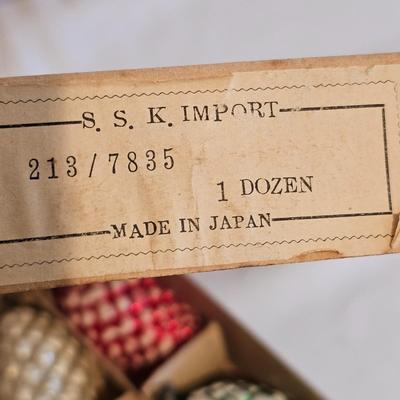 S. S. K. IMPORT
213/7835
1 DOZEN
MADE IN JAPAN